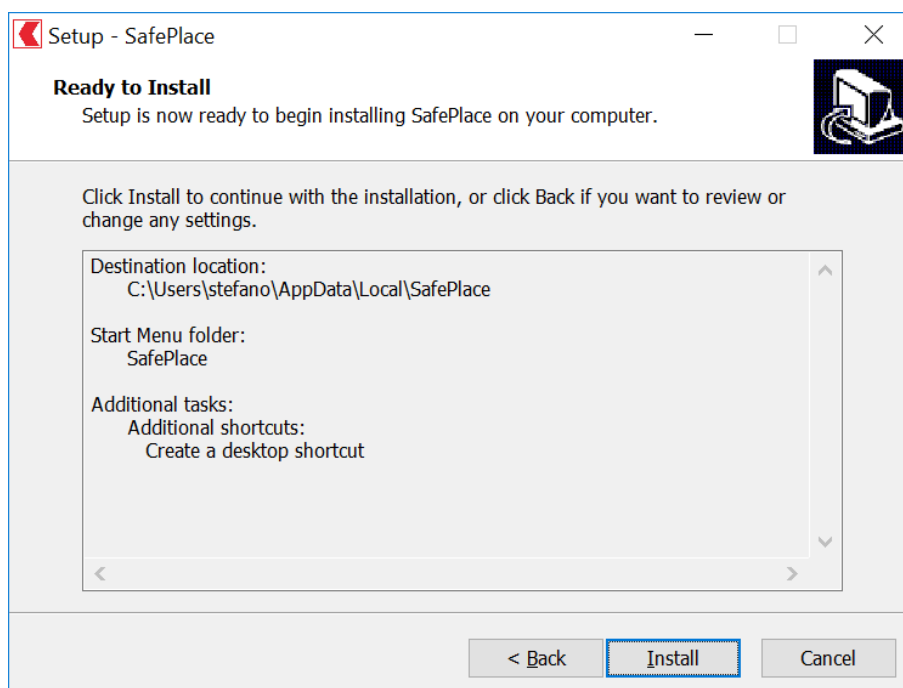 Setup - SafePlace
Ready to Install
Setup is now ready to begin installing SafePlace on your computer.
Click Install to continue with the installation, or click Back if you want to review or
change any settings.
Destination location:
C:\Users\stefano\AppData\Local\SafePlace
Start Menu folder:
SafePlace
Additional tasks:
Additional shortcuts:
Create a desktop shortcut
< Back
Install
Cancel